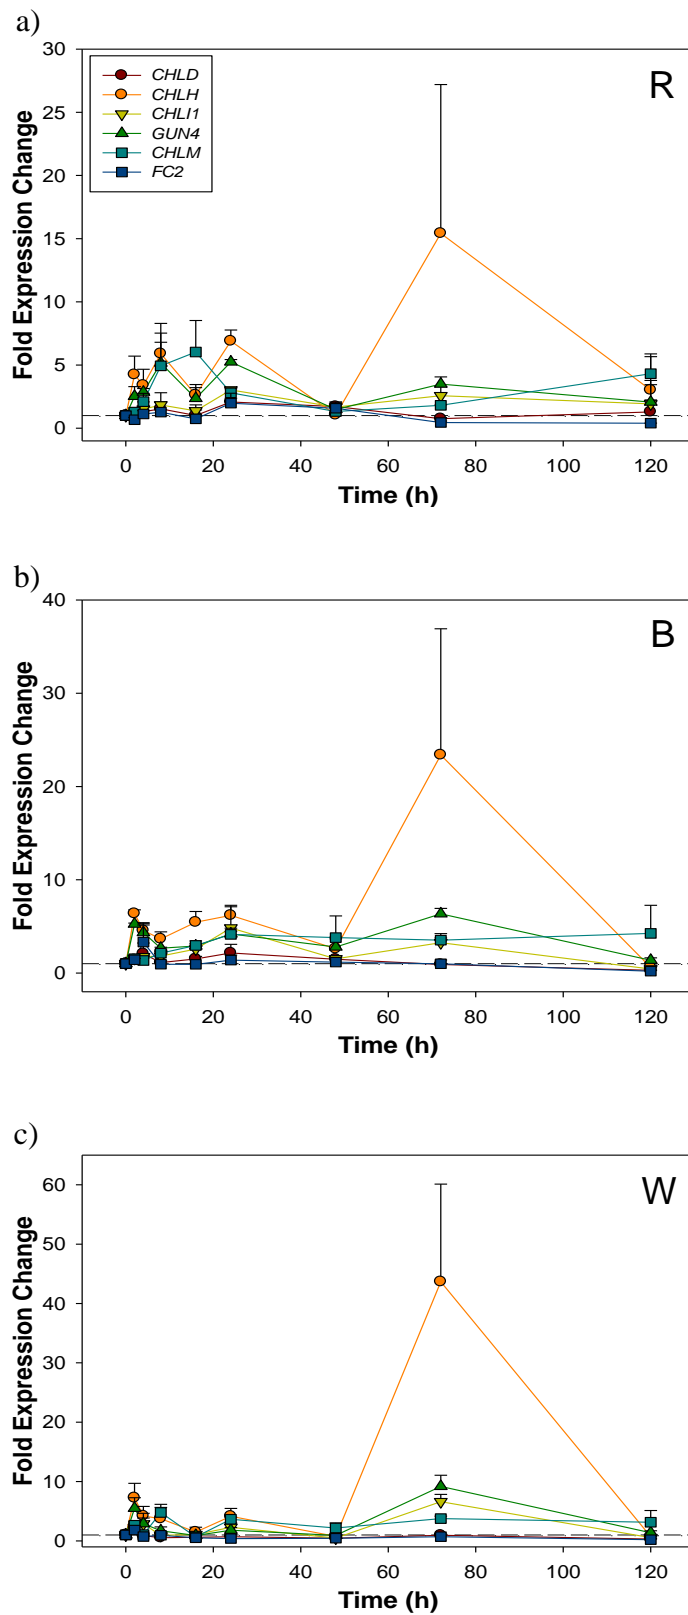 a)
30
25
20
15
10
5
0
Fold Expression Change
CHLD
CHLH
CHLI1
GUN4
CHLM
FC2
R
0 20 40 60 80 100 120
Time (h)
b)
40
30
20
10
0
Fold Expression Change
B
0 20 40 60 80 100 120
Time (h)
c)
60
50
40
30
20
10
0
Fold Expression Change
W
0 20 40 60 80 100 120
Time (h)